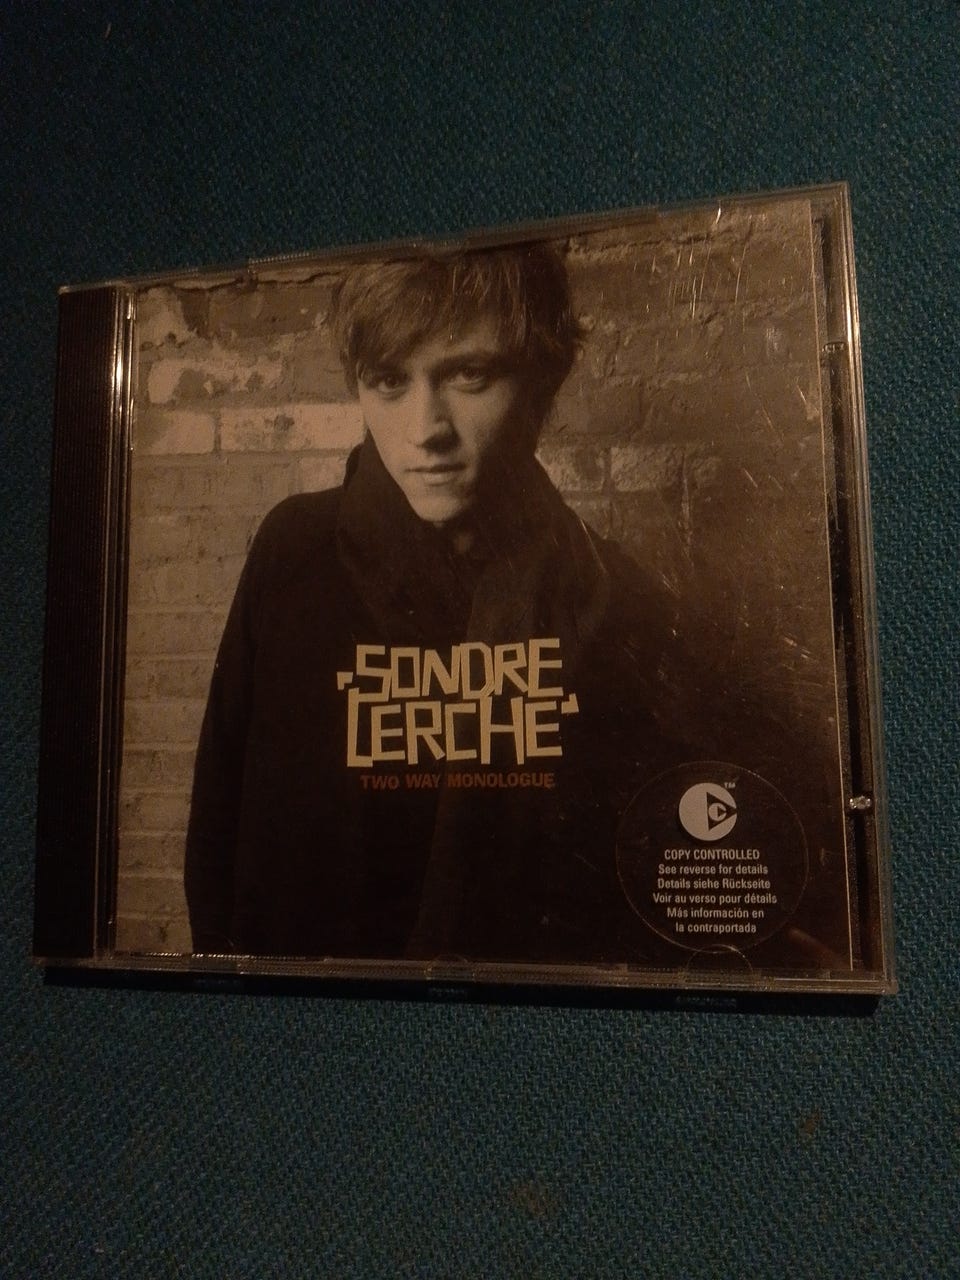 SONDRE
LERCHE
TWO WAY MONOLOGUE
TM
C
COPY CONTROLLED
See reverse for details
Details siehe Rückseite
Voir au verso pour détails
Más información en
la contraportada